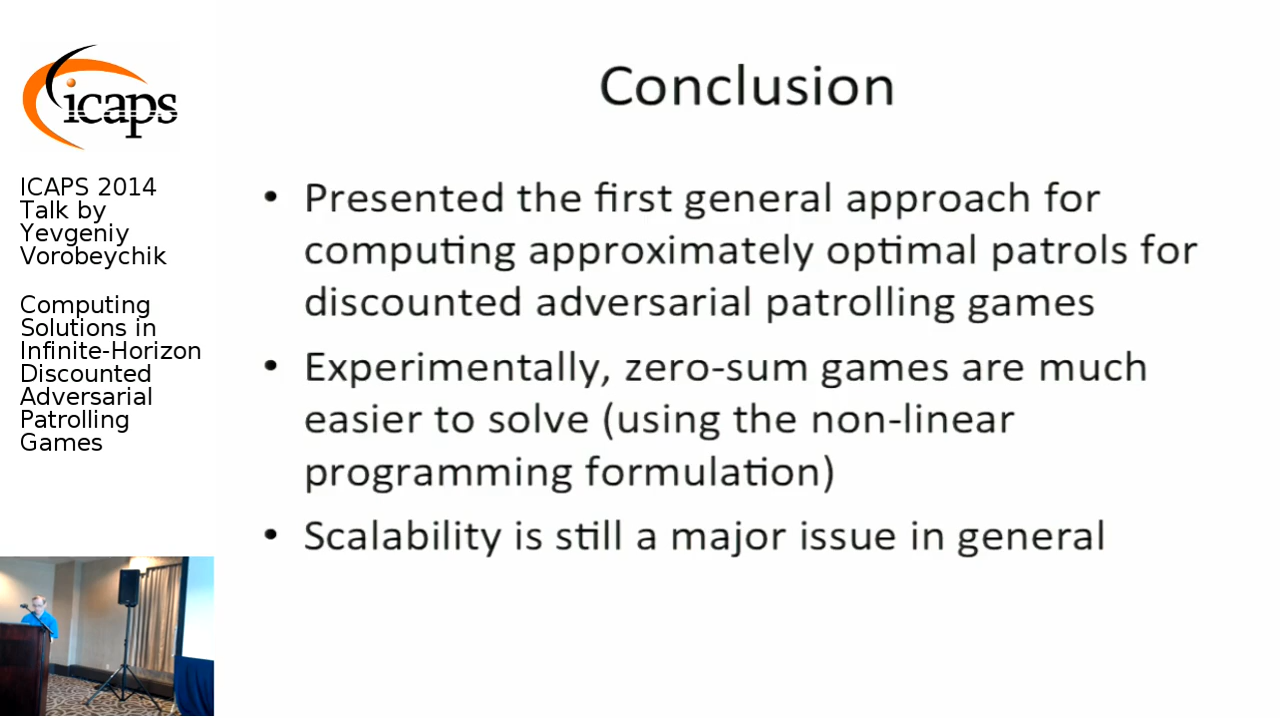 icaps
ICAPS 2014
Talk by
Yevgeniy
Vorobeychik
Computing
Solutions in
Infinite-Horizon
Discounted
Adversarial
Patrolling
Games
Conclusion
• Presented the first general approach for
computing approximately optimal patrols for
discounted adversarial patrolling games
• Experimentally, zero-sum games are much
easier to solve (using the non-linear
programming formulation)
• Scalability is still a major issue in general